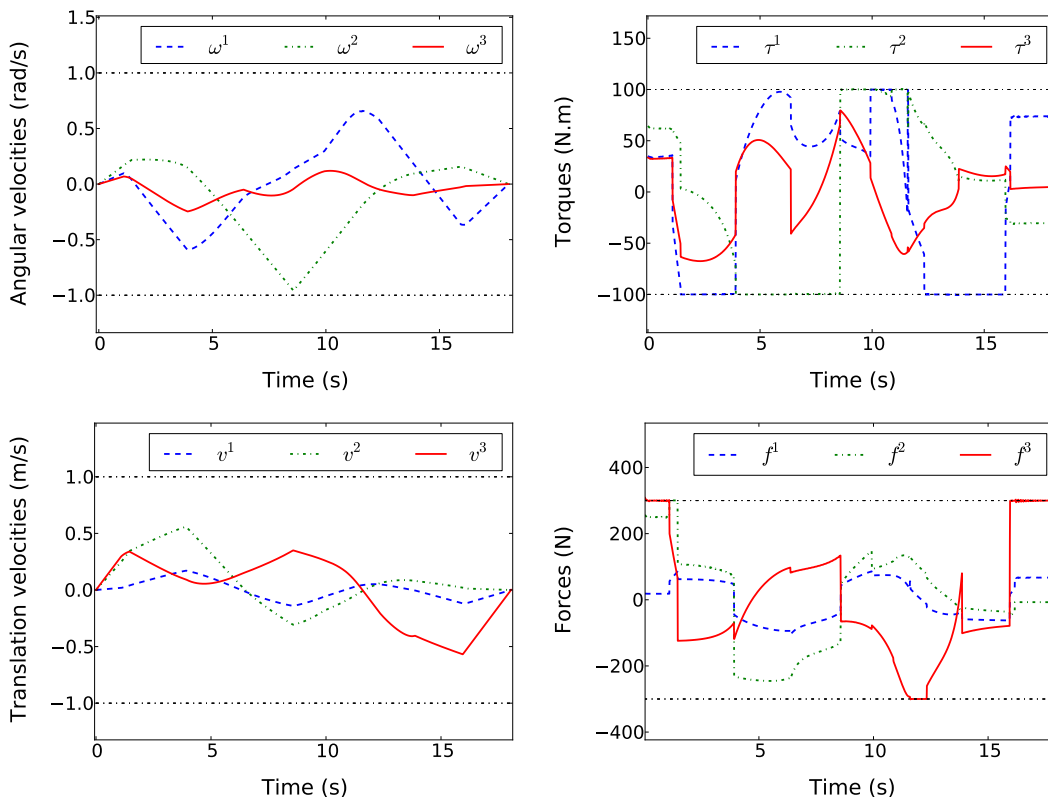 Angular velocities (rad/s)
1.5
1.0
0.5
0.0
−0.5
−1.0
ω¹ ω² ω³
0 5 10 15
Time (s)
Torques (N.m)
150
100
50
0
−50
−100
τ¹ τ² τ³
0 5 10 15
Time (s)
Translation velocities (m/s)
1.0
0.5
0.0
−0.5
−1.0
v¹ v² v³
0 5 10 15
Time (s)
Forces (N)
400
200
0
−200
−400
f¹ f² f³
5 10 15
Time (s)